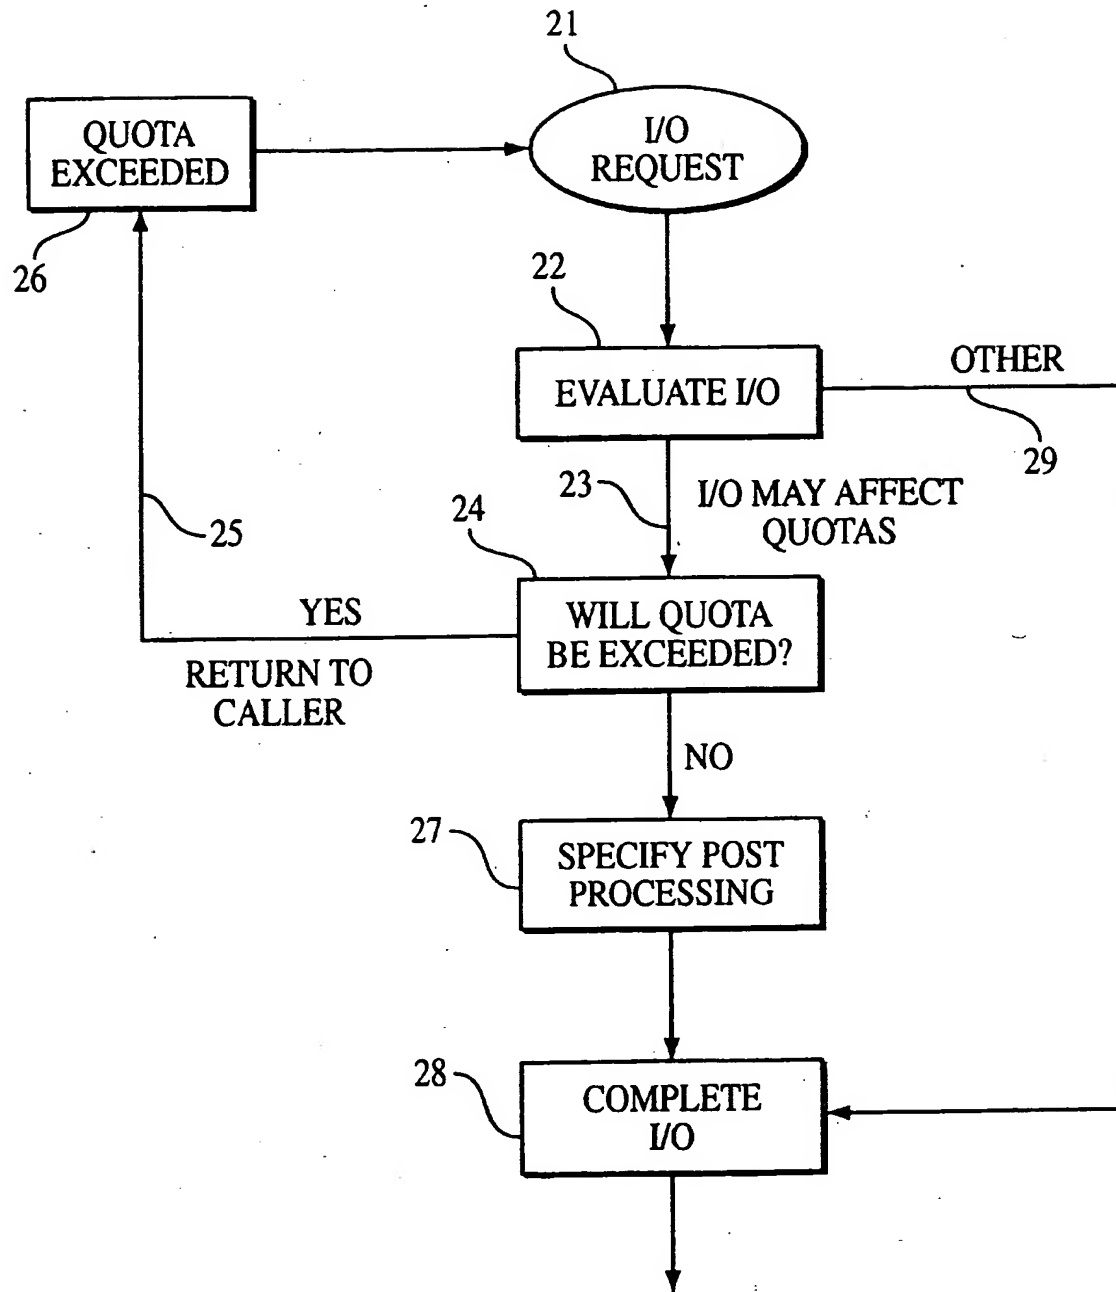 21
QUOTA
EXCEEDED
I/O
REQUEST
26
22
EVALUATE I/O
OTHER
29
23
I/O MAY AFFECT
QUOTAS
24
25
YES
WILL QUOTA
BE EXCEEDED?
RETURN TO
CALLER
NO
27
SPECIFY POST
PROCESSING
28
COMPLETE
I/O